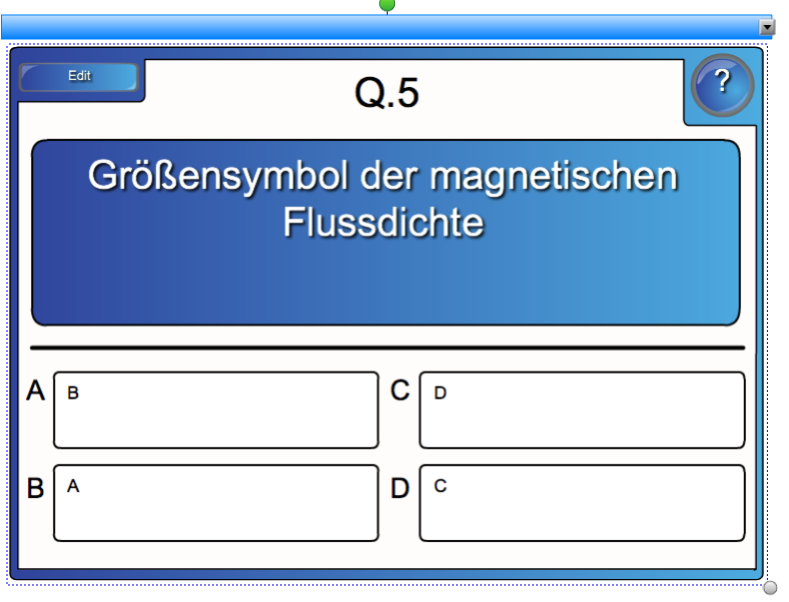 Edit
Q.5
?
Größensymbol der magnetischen
Flussdichte
A B
C D
B A
D C